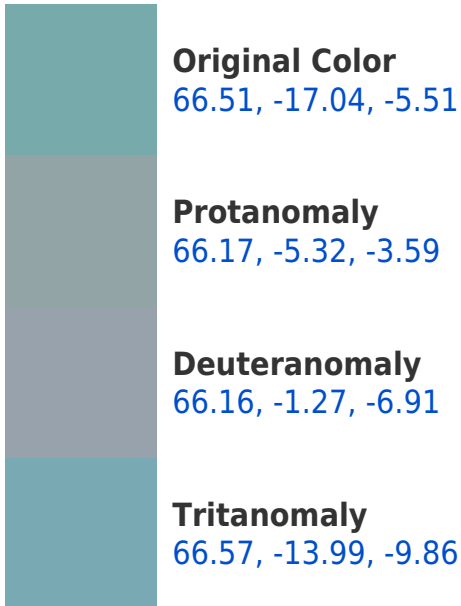 Original Color
66.51, -17.04, -5.51
Protanomaly
66.17, -5.32, -3.59
Deuteranomaly
66.16, -1.27, -6.91
Tritanomaly
66.57, -13.99, -9.86